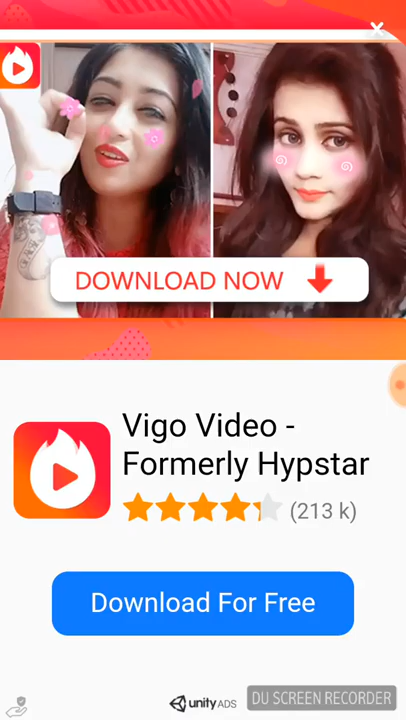 DOWNLOAD NOW
Vigo Video -
Formerly Hypstar
(213 k)
Download For Free
unity ADS
DU SCREEN RECORDER